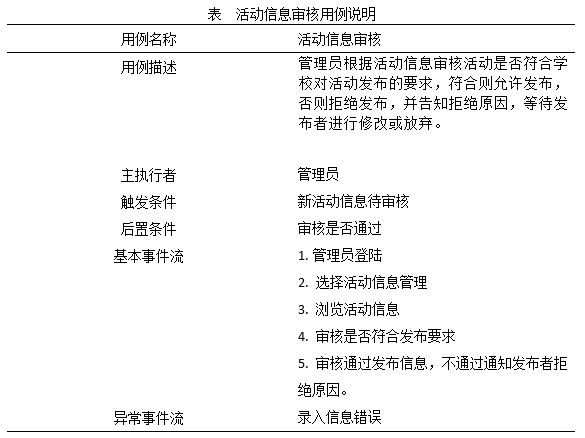 表 活动信息审核用例说明
用例名称 活动信息审核
用例描述 管理员根据活动信息审核活动是否符合学
校对活动发布的要求，符合则允许发布，
否则拒绝发布，并告知拒绝原因，等待发
布者进行修改或放弃。
主执行者 管理员
触发条件 新活动信息待审核
后置条件 审核是否通过
基本事件流 1. 管理员登陆
2. 选择活动信息管理
3. 浏览活动信息
4. 审核是否符合发布要求
5. 审核通过发布信息，不通过通知发布者拒
绝原因。
异常事件流 录入信息错误